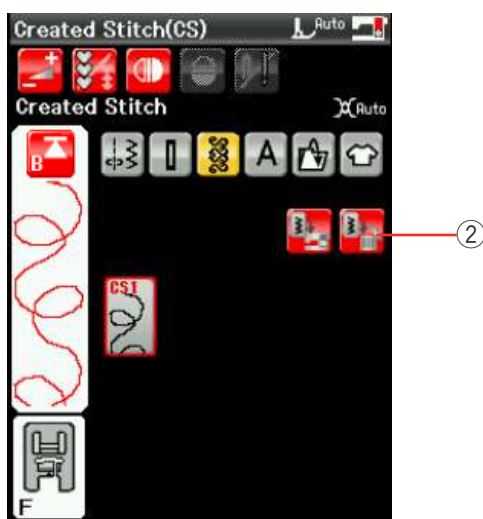 Created Stitch(CS) Auto
Created Stitch Auto
B A
W W ②
CS1
F